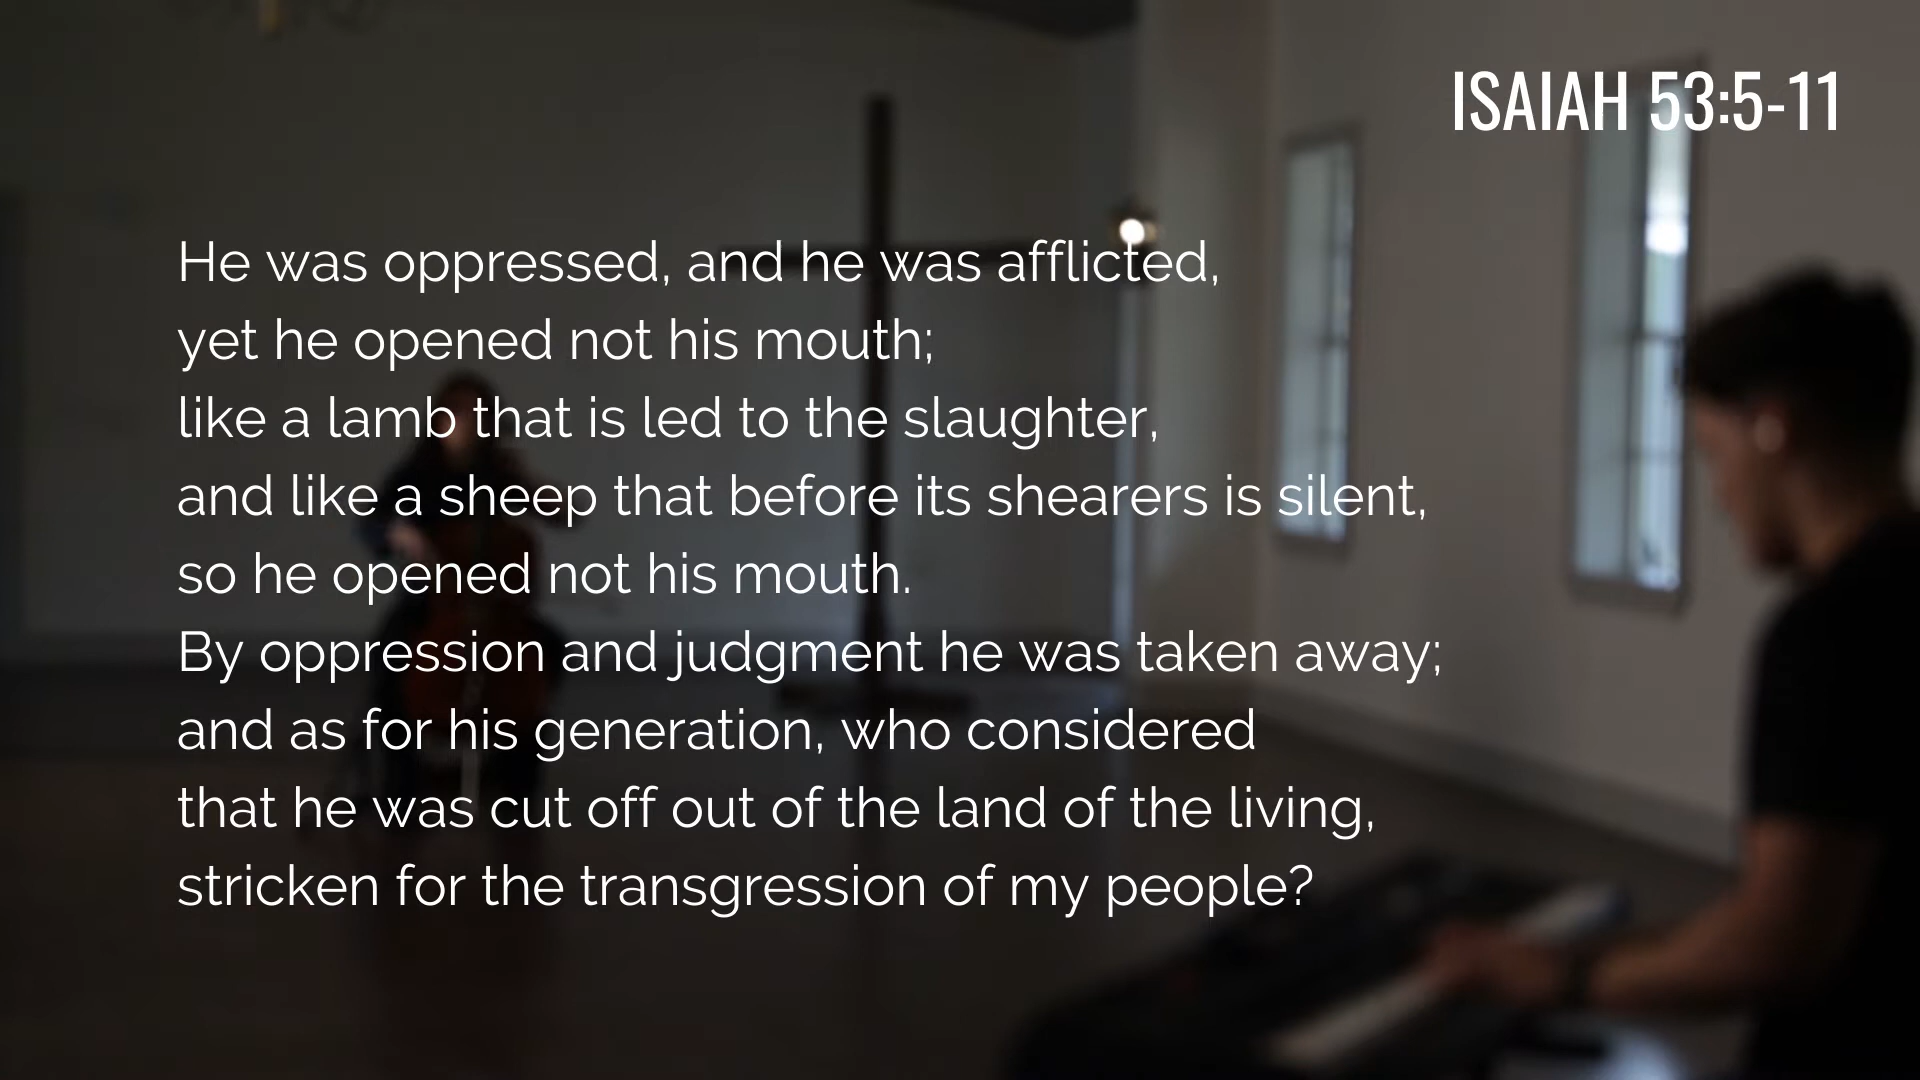 ISAIAH 53:5-11
He was oppressed, and he was afflicted,
yet he opened not his mouth;
like a lamb that is led to the slaughter,
and like a sheep that before its shearers is silent,
so he opened not his mouth.
By oppression and judgment he was taken away;
and as for his generation, who considered
that he was cut off out of the land of the living,
stricken for the transgression of my people?